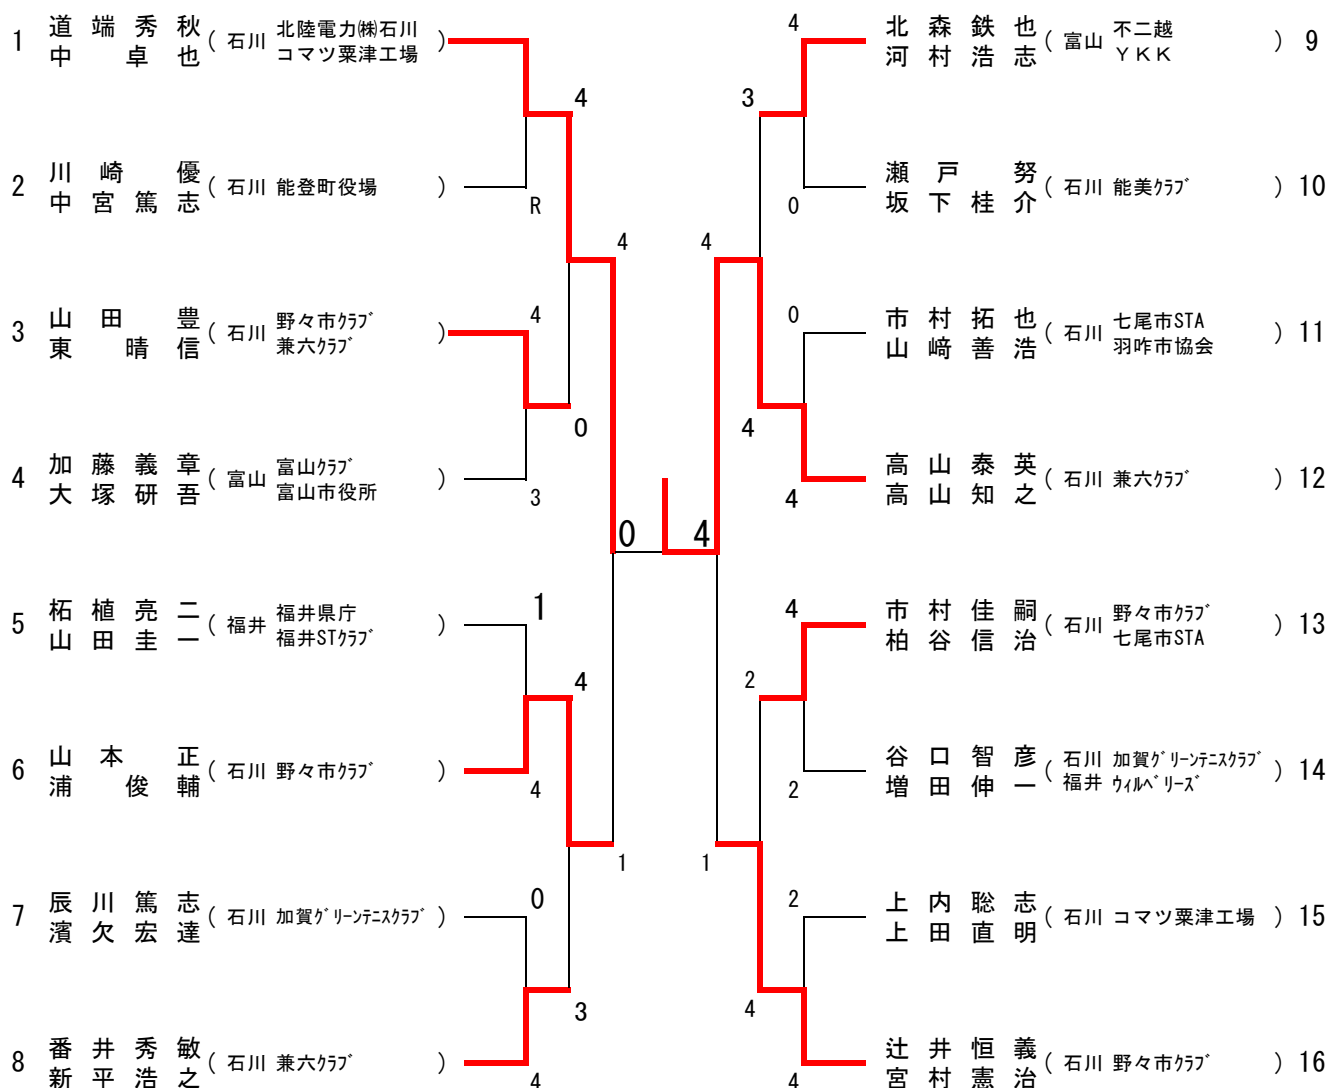 1 道端秀秋 中卓也 ( 石川 北陸電力㈱石川 コマツ粟津工場 )
4
2 川崎優 中宮篤志 ( 石川 能登町役場 )
R
4
3 山田豊 東晴信 ( 石川 野々市クラブ 兼六クラブ )
4
0
4 加藤義章 大塚研吾 ( 富山 富山クラブ 富山市役所 )
3
0
5 柘植亮二 山田圭一 ( 福井 福井県庁 福井STクラブ )
1
4
6 山本正 浦俊輔 ( 石川 野々市クラブ )
4
1
7 辰川篤志 濱欠宏達 ( 石川 加賀グリーンテニスクラブ )
0
3
8 番井秀敏 新平浩之 ( 石川 兼六クラブ )
4
4
北森鉄也 河村浩志 ( 富山 不二越 YKK ) 9
3
瀬戸努 坂下桂介 ( 石川 能美クラブ ) 10
0
4
0
市村拓也 山﨑善浩 ( 石川 七尾市STA 羽咋市協会 ) 11
4
高山泰英 高山知之 ( 石川 兼六クラブ ) 12
4
4
4
市村佳嗣 柏谷信治 ( 石川 野々市クラブ 七尾市STA ) 13
2
谷口智彦 増田伸一 ( 石川 福井 加賀グリーンテニスクラブ ウィルベリーズ ) 14
2
1
2
上内聡志 上田直明 ( 石川 コマツ粟津工場 ) 15
4
辻井恒義 宮村憲治 ( 石川 野々市クラブ ) 16
4